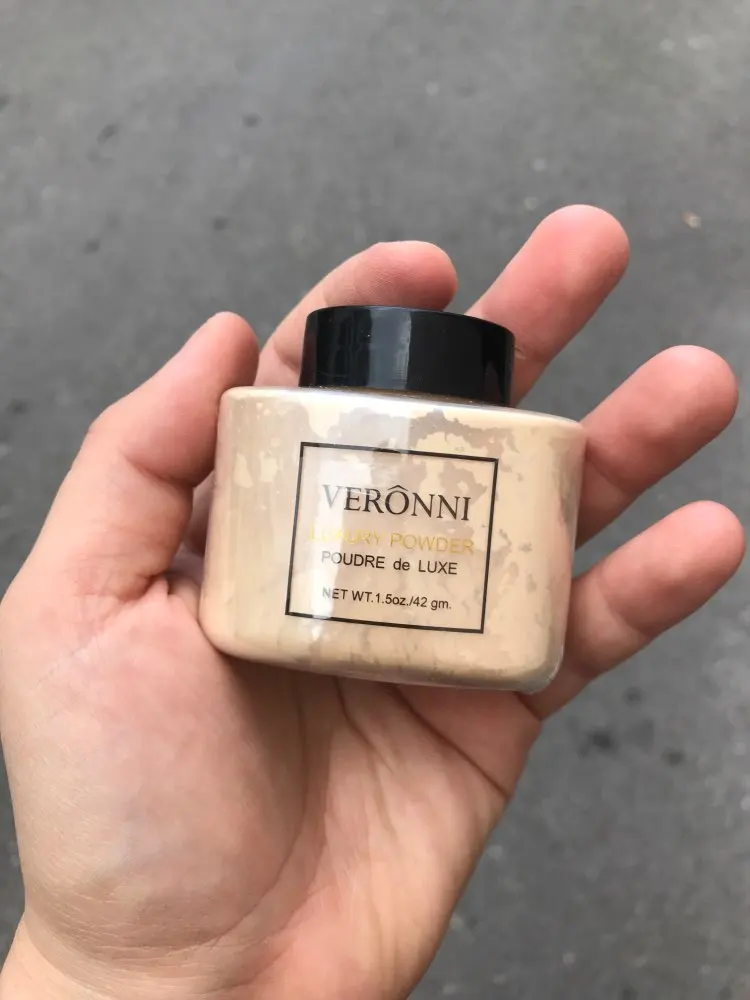 VERÔNNI
LUXURY POWDER
POUDRE de LUXE
NET WT.1.5oz./42 gm.